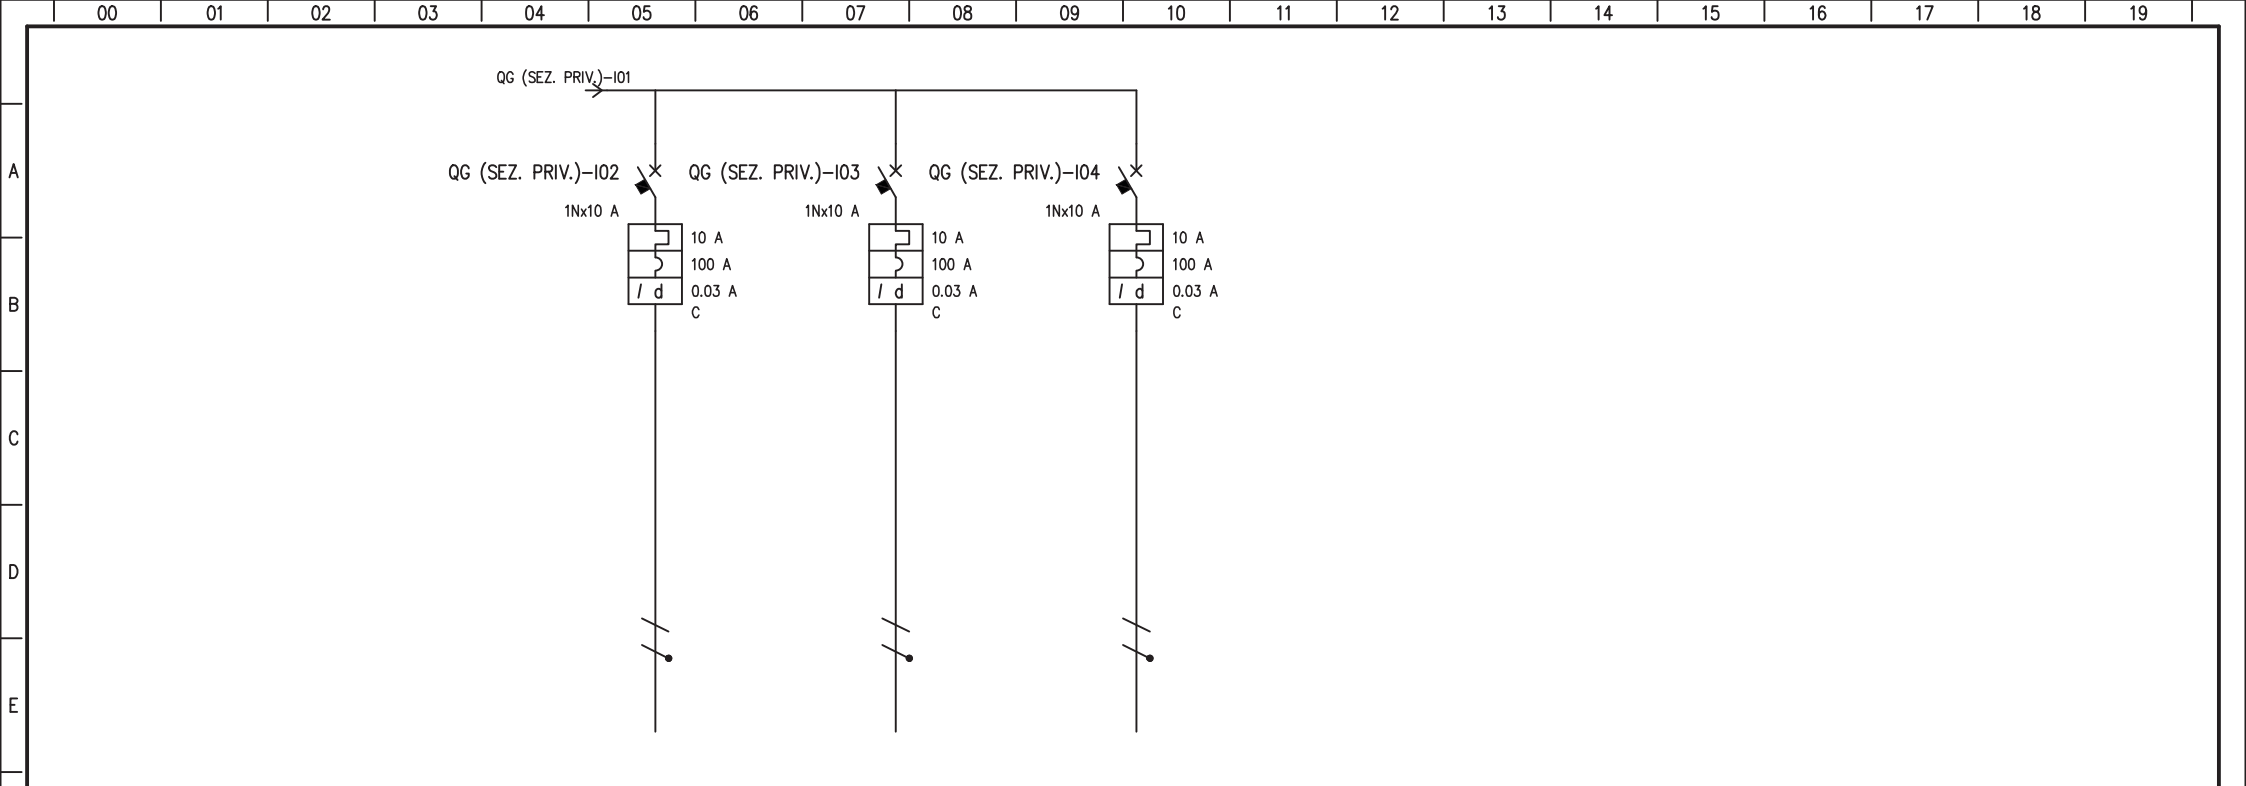 00 01 02 03 04 05 06 07 08 09 10 11 12 13 14 15 16 17 18 19
QG (SEZ. PRIV.)-I01
A
QG (SEZ. PRIV.)-I02 QG (SEZ. PRIV.)-I03 QG (SEZ. PRIV.)-I04
1Nx10 A 1Nx10 A 1Nx10 A
10 A 10 A 10 A
100 A 100 A 100 A
I d 0.03 A I d 0.03 A I d 0.03 A
B
C C C
C
D
E